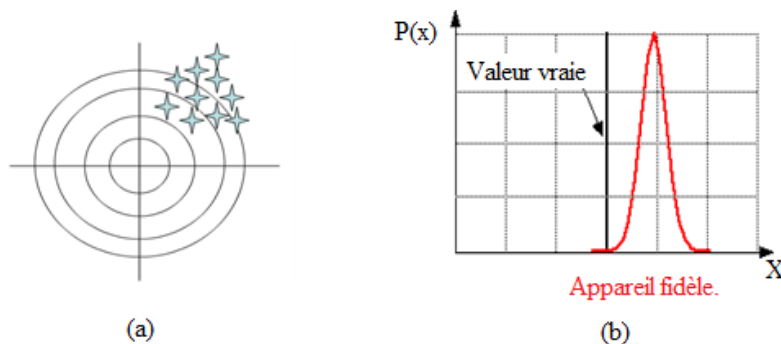 P(x)
Valeur vraie
X
Appareil fidèle.
(a)
(b)